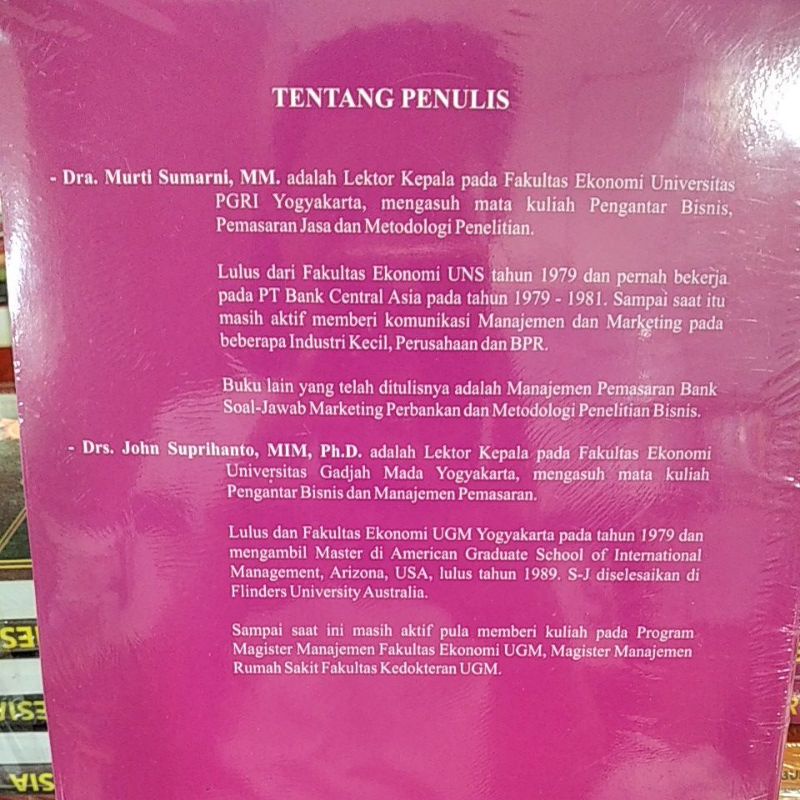 TENTANG PENULIS
- Dra. Murti Sumarni, MM. adalah Lektor Kepala pada Fakultas Ekonomi Universitas
PGRI Yogyakarta, mengasuh mata kuliah Pengantar Bisnis,
Pemasaran Jasa dan Metodologi Penelitian.
Lulus dari Fakultas Ekonomi UNS tahun 1979 dan pernah bekerja
pada PT Bank Central Asia pada tahun 1979 - 1981. Sampai saat itu
masih aktif memberi komunikasi Manajemen dan Marketing pada
beberapa Industri Kecil, Perusahaan dan BPR.
Buku lain yang telah ditulisnya adalah Manajemen Pemasaran Bank
Soal-Jawab Marketing Perbankan dan Metodologi Penelitian Bisnis.
- Drs. John Suprihanto, MIM, Ph.D. adalah Lektor Kepala pada Fakultas Ekonomi
Universitas Gadjah Mada Yogyakarta, mengasuh mata kuliah
Pengantar Bisnis dan Manajemen Pemasaran.
Lulus dan Fakultas Ekonomi UGM Yogyakarta pada tahun 1979 dan
mengambil Master di American Graduate School of International
Management, Arizona, USA, lulus tahun 1989. S-J diselesaikan di
Flinders University Australia.
Sampai saat ini masih aktif pula memberi kuliah pada Program
Magister Manajemen Fakultas Ekonomi UGM, Magister Manajemen
Rumah Sakit Fakultas Kedokteran UGM.